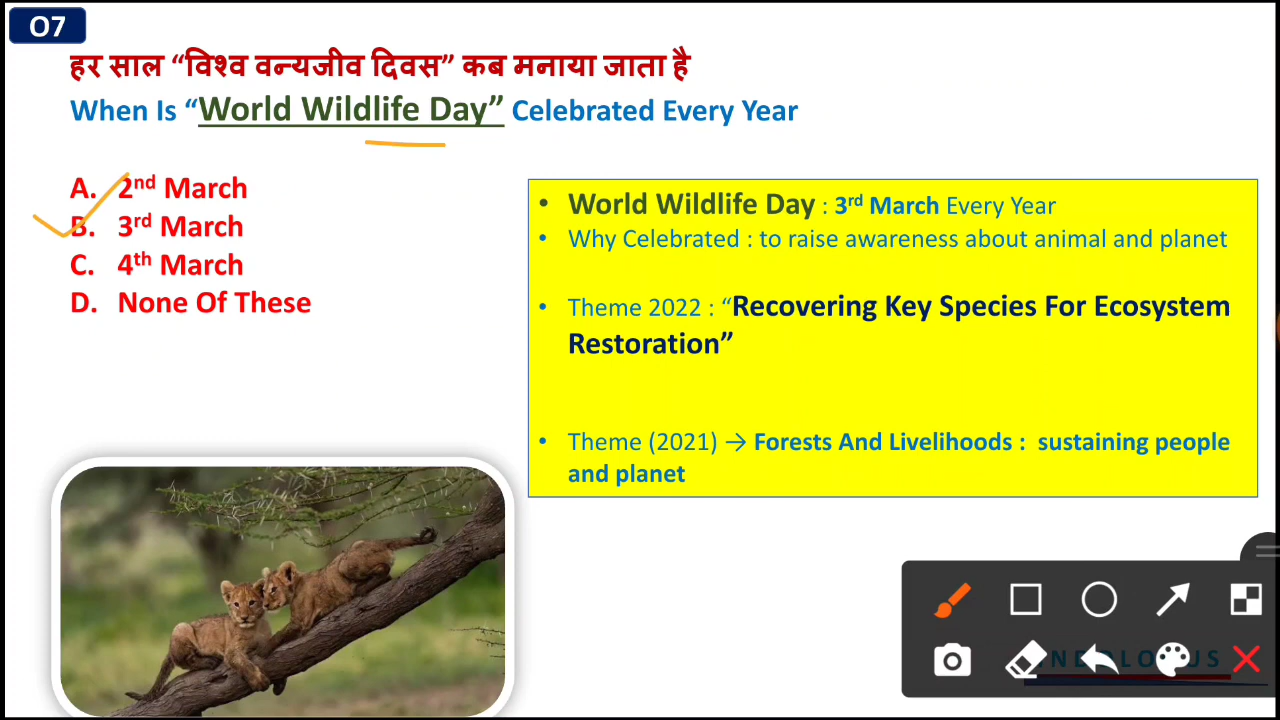 07
हर साल “विश्व वन्यजीव दिवस” कब मनाया जाता है
When Is “World Wildlife Day” Celebrated Every Year
A. 2nd March
B. 3rd March
C. 4th March
D. None Of These
• World Wildlife Day : 3rd March Every Year
• Why Celebrated : to raise awareness about animal and planet
• Theme 2022 : “Recovering Key Species For Ecosystem
Restoration”
• Theme (2021) → Forests And Livelihoods : sustaining people
and planet